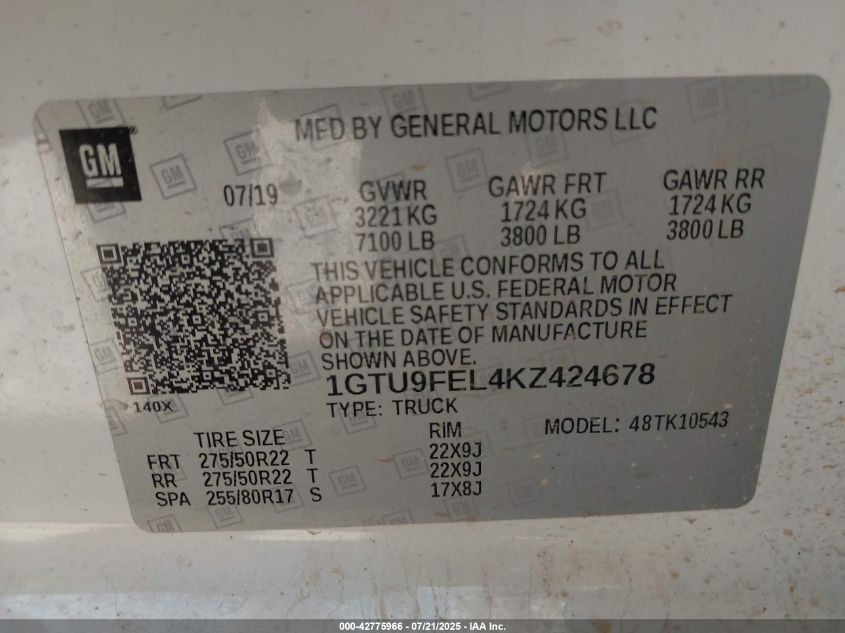 GM
MFD BY GENERAL MOTORS LLC
07/19
GVWR GAWR FRT GAWR RR
3221 KG 1724 KG 1724 KG
7100 LB 3800 LB 3800 LB
THIS VEHICLE CONFORMS TO ALL
APPLICABLE U.S. FEDERAL MOTOR
VEHICLE SAFETY STANDARDS IN EFFECT
ON THE DATE OF MANUFACTURE
SHOWN ABOVE.
1GTU9FEL4KZ424678
140X
TYPE: TRUCK
MODEL: 48TK10543
TIRE SIZE RIM
FRT 275/50R22 T 22X9J
RR 275/50R22 T 22X9J
SPA 255/80R17 S 17X8J
000-42775966 - 07/21/2025 - IAA Inc.